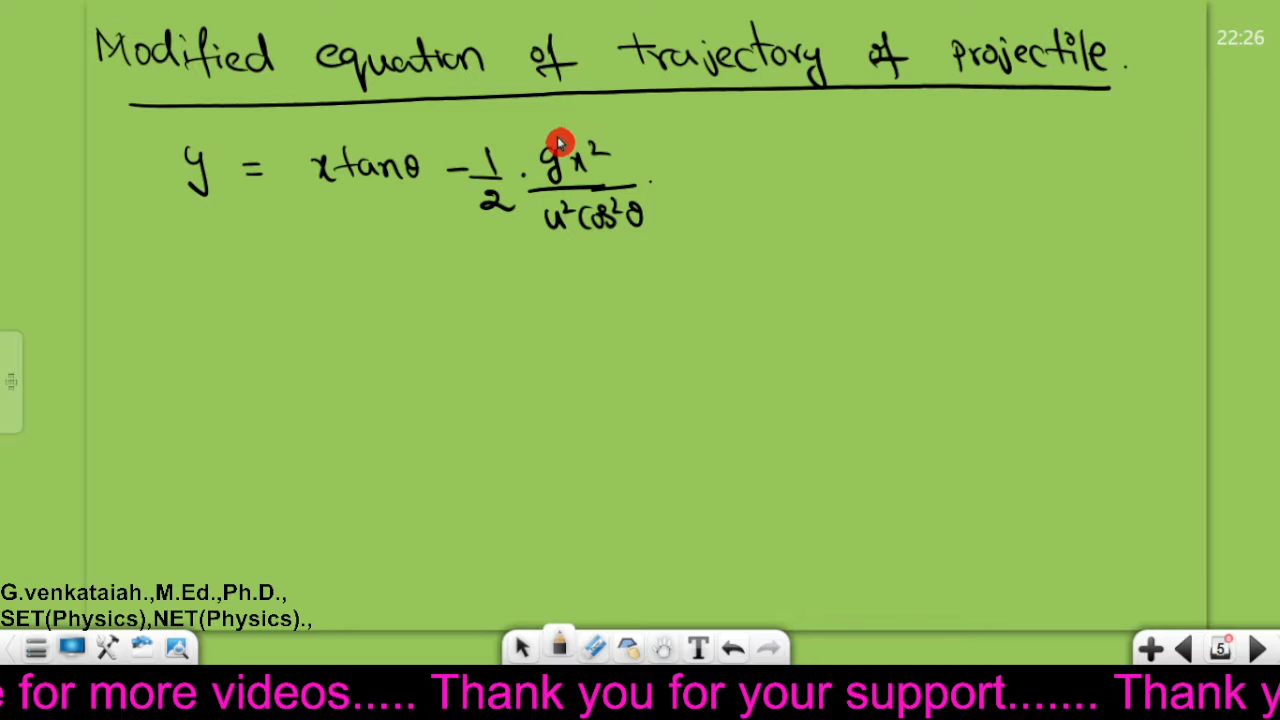 Modified equation of trajectory of projectile.
22:26
y = x tanθ - 1/2 . gx²/u²cos²θ .
G.venkataiah.,M.Ed.,Ph.D.,
SET(Physics),NET(Physics).,
T
5
e for more videos..... Thank you for your support....... Thank y